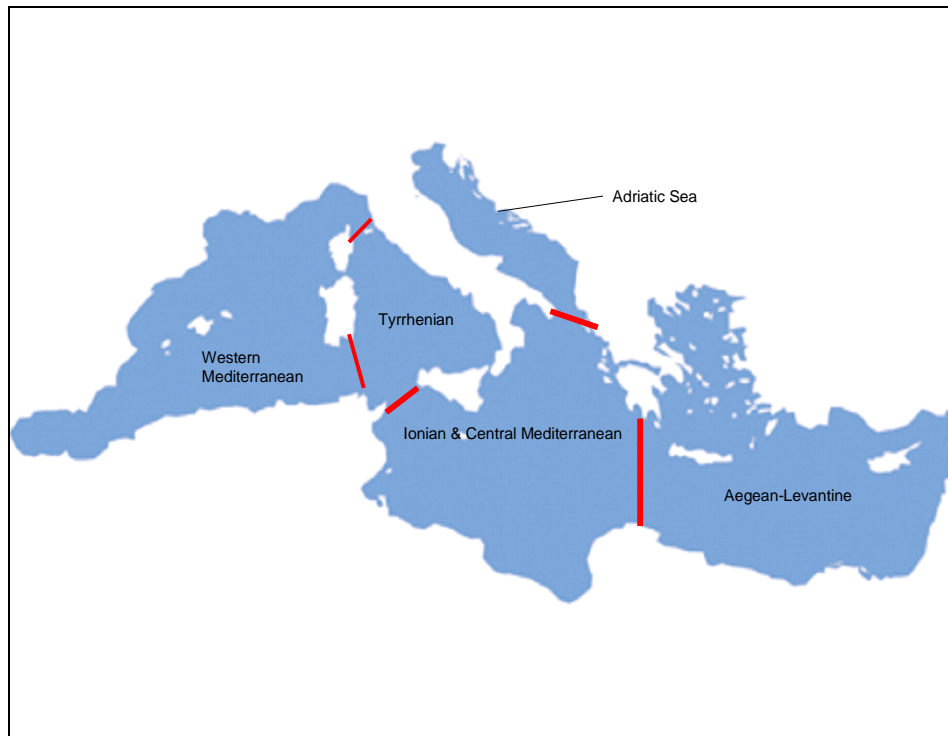 Adriatic Sea
Tyrrhenian
Western
Mediterranean
Ionian & Central Mediterranean
Aegean-Levantine